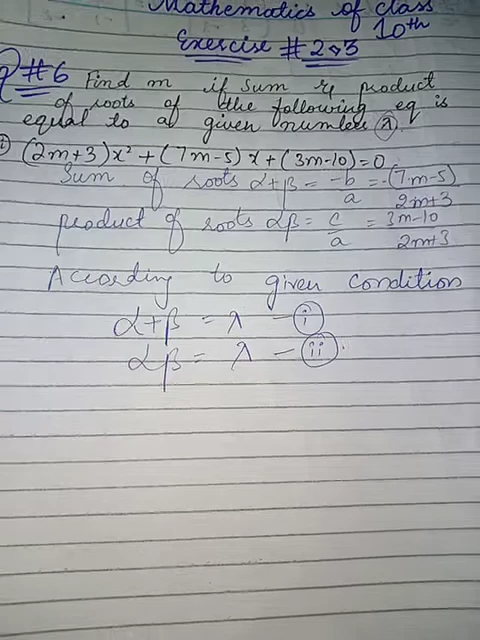 Mathematics of class
10th
Exercise # 2.3
Q #6 Find m if sum & product
of roots of the following eq is
equal to a given number λ.
i) (2m+3)x² + (7m-5)x + (3m-10)=0
Sum of roots α+β = -b/a = -(7m-5)/2m+3
product of roots αβ = c/a = 3m-10/2m+3
According to given condition
α+β = λ — (i)
αβ = λ — (ii).